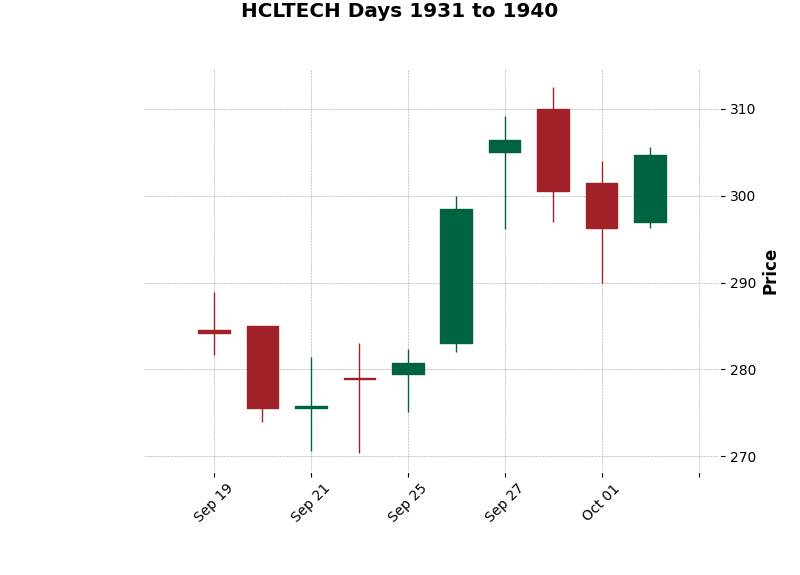 HCLTECH Days 1931 to 1940
310
300
290
280
270
Price
Sep 19
Sep 21
Sep 25
Sep 27
Oct 01